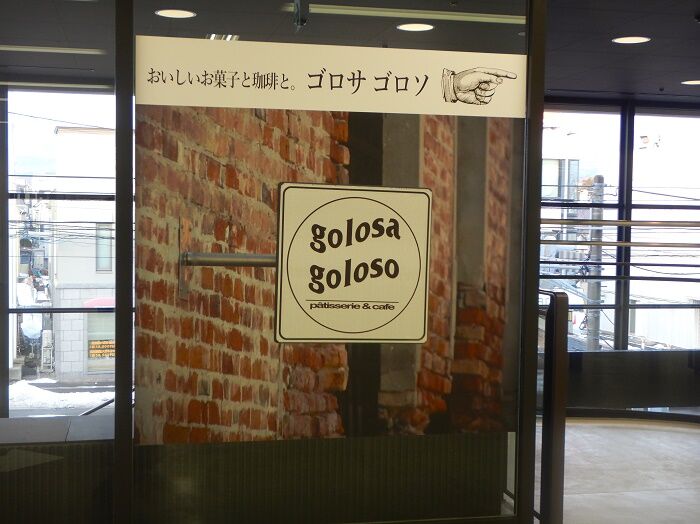 おいしいお菓子と珈琲と。ゴロサ ゴロソ
golosa
goloso
pâtisserie & cafe